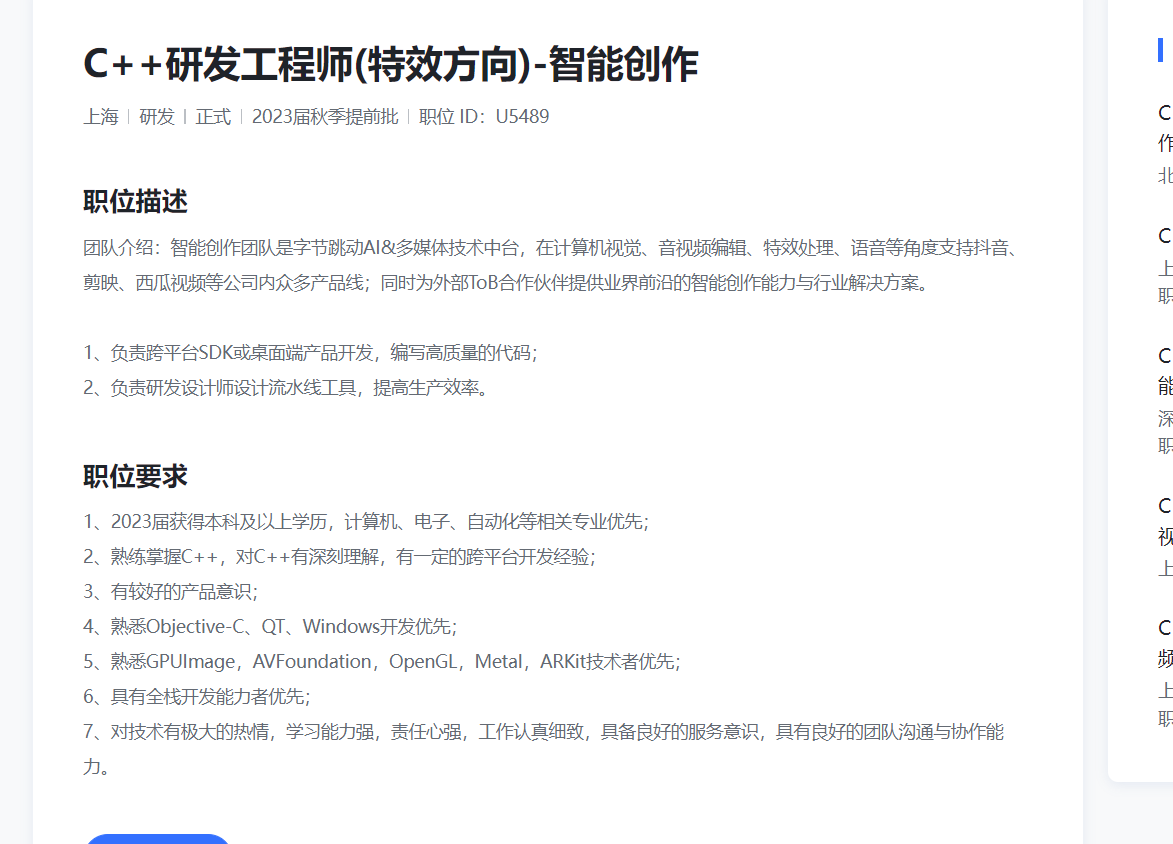 C++研发工程师(特效方向)-智能创作
上海 | 研发 | 正式 | 2023届秋季提前批 | 职位 ID：U5489
职位描述
团队介绍：智能创作团队是字节跳动AI&多媒体技术中台，在计算机视觉、音视频编辑、特效处理、语音等角度支持抖音、
剪映、西瓜视频等公司内众多产品线；同时为外部ToB合作伙伴提供业界前沿的智能创作能力与行业解决方案。
1、负责跨平台SDK或桌面端产品开发，编写高质量的代码；
2、负责研发设计师设计流水线工具，提高生产效率。
职位要求
1、2023届获得本科及以上学历，计算机、电子、自动化等相关专业优先；
2、熟练掌握C++，对C++有深刻理解，有一定的跨平台开发经验；
3、有较好的产品意识；
4、熟悉Objective-C、QT、Windows开发优先；
5、熟悉GPUImage，AVFoundation，OpenGL，Metal，ARKit技术者优先；
6、具有全栈开发能力者优先；
7、对技术有极大的热情，学习能力强，责任心强，工作认真细致，具备良好的服务意识，具有良好的团队沟通与协作能
力。
C
作
北
C
上
职
C
能
深
职
C
视
上
C
频
上
职